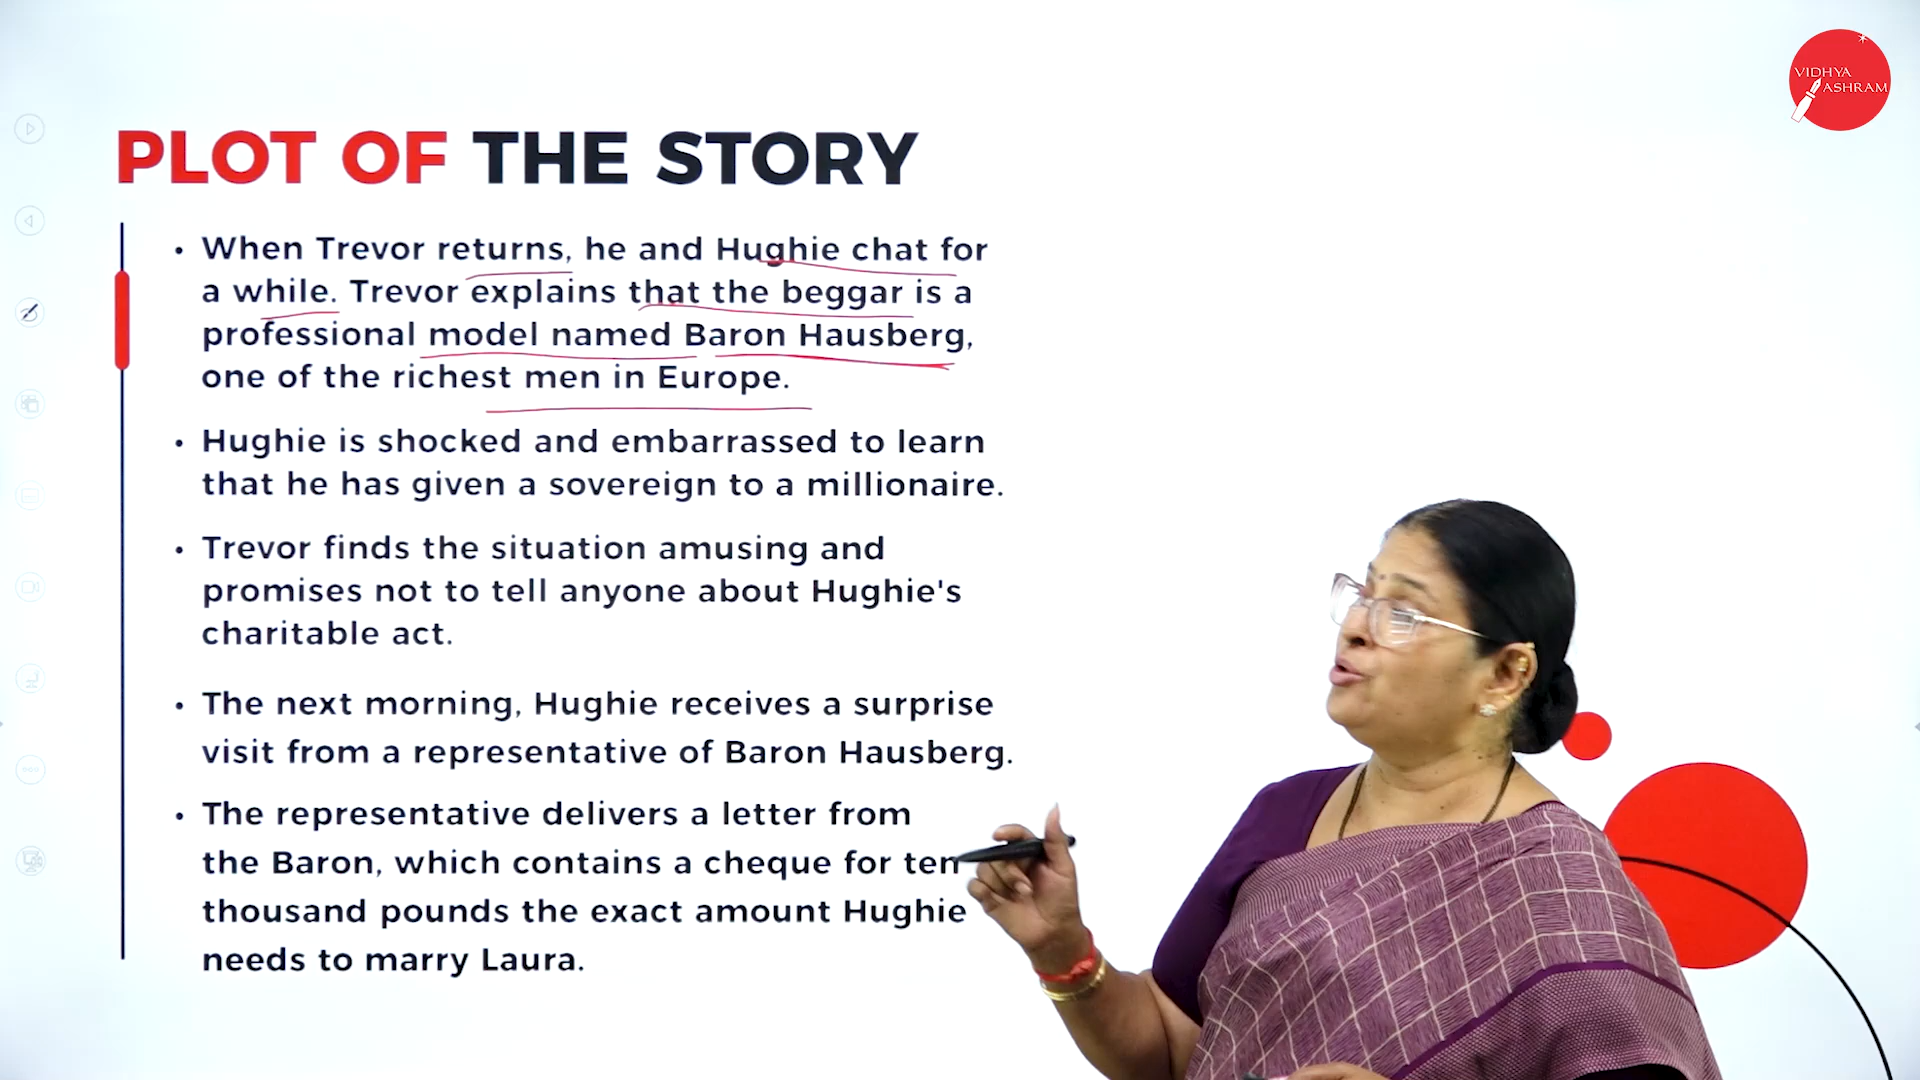 VIDHYA
ASHRAM
PLOT OF THE STORY
• When Trevor returns, he and Hughie chat for
a while. Trevor explains that the beggar is a
professional model named Baron Hausberg,
one of the richest men in Europe.
• Hughie is shocked and embarrassed to learn
that he has given a sovereign to a millionaire.
• Trevor finds the situation amusing and
promises not to tell anyone about Hughie's
charitable act.
• The next morning, Hughie receives a surprise
visit from a representative of Baron Hausberg.
• The representative delivers a letter from
the Baron, which contains a cheque for ten
thousand pounds the exact amount Hughie
needs to marry Laura.